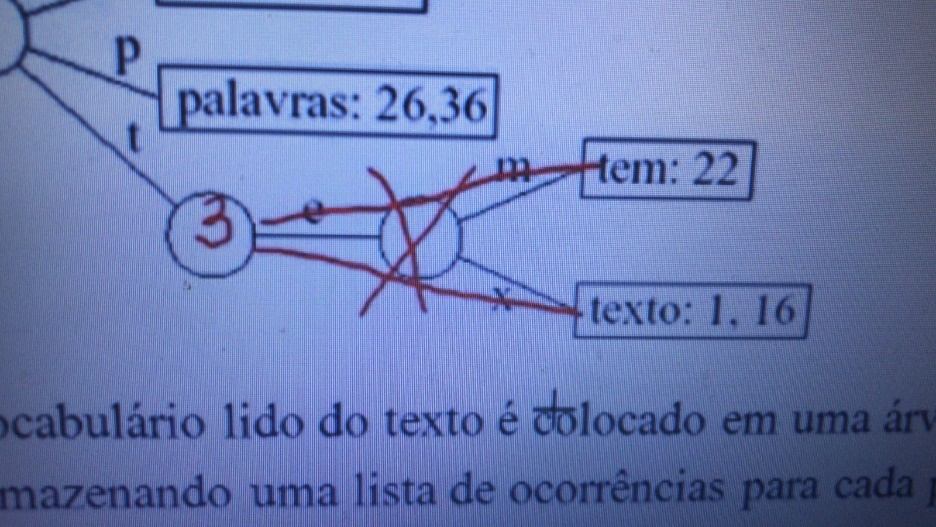 p
palavras: 26,36
t
m
tem: 22
e
3
x
texto: 1, 16
ocabulário lido do texto é colocado em uma árv
mazenando uma lista de ocorrências para cada